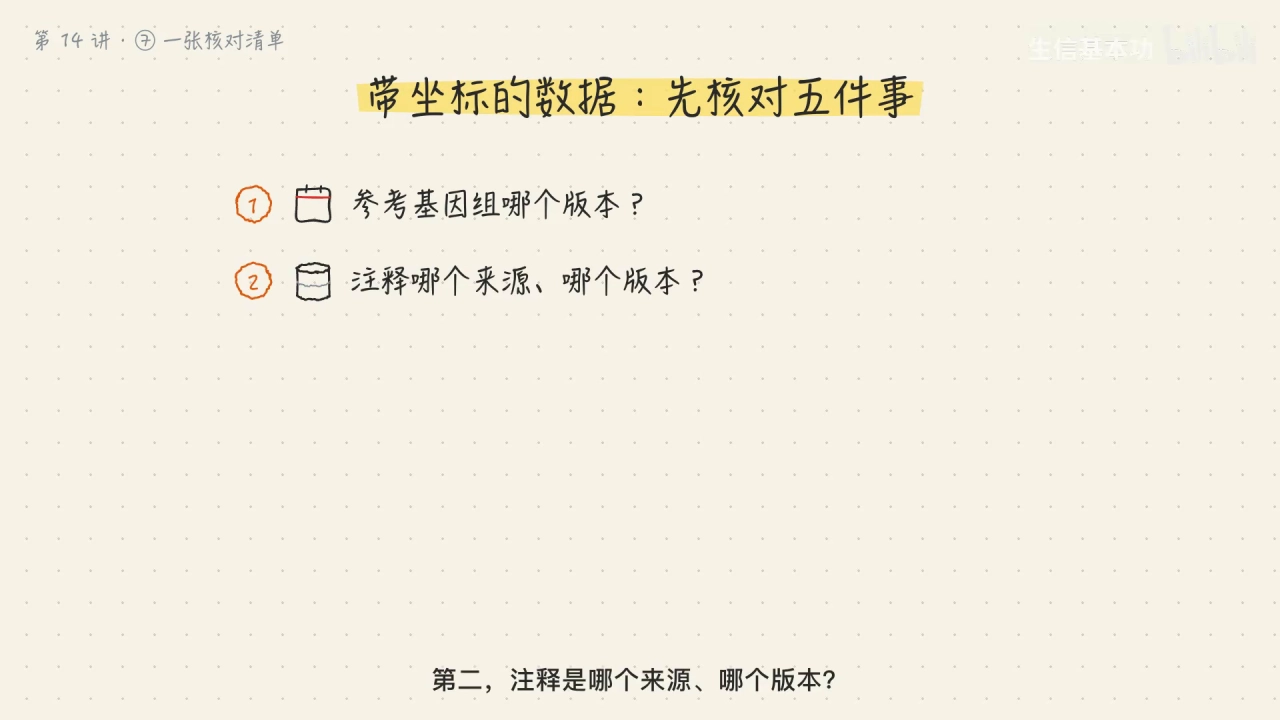 第 14 讲 · ⑦ 一张核对清单
生信基本功 bilibili
带坐标的数据：先核对五件事
1 参考基因组哪个版本？
2 注释哪个来源、哪个版本？
第二，注释是哪个来源、哪个版本？